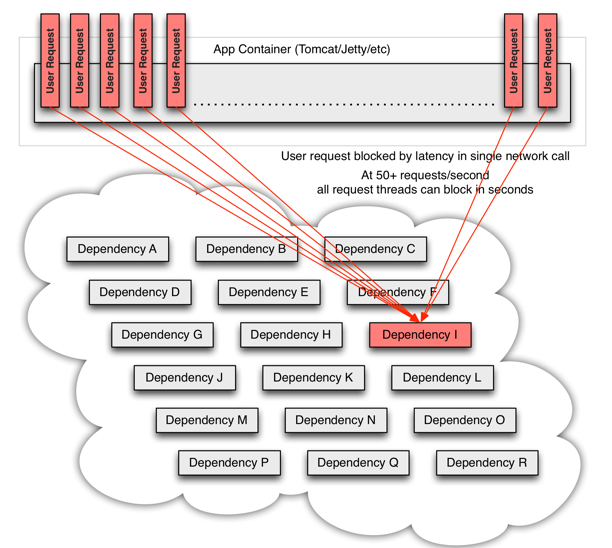 User Request
User Request
User Request
User Request
User Request
User Request
User Request
App Container (Tomcat/Jetty/etc)
User request blocked by latency in single network call
At 50+ requests/second
all request threads can block in seconds
Dependency A
Dependency B
Dependency C
Dependency D
Dependency E
Dependency F
Dependency G
Dependency H
Dependency I
Dependency J
Dependency K
Dependency L
Dependency M
Dependency N
Dependency O
Dependency P
Dependency Q
Dependency R